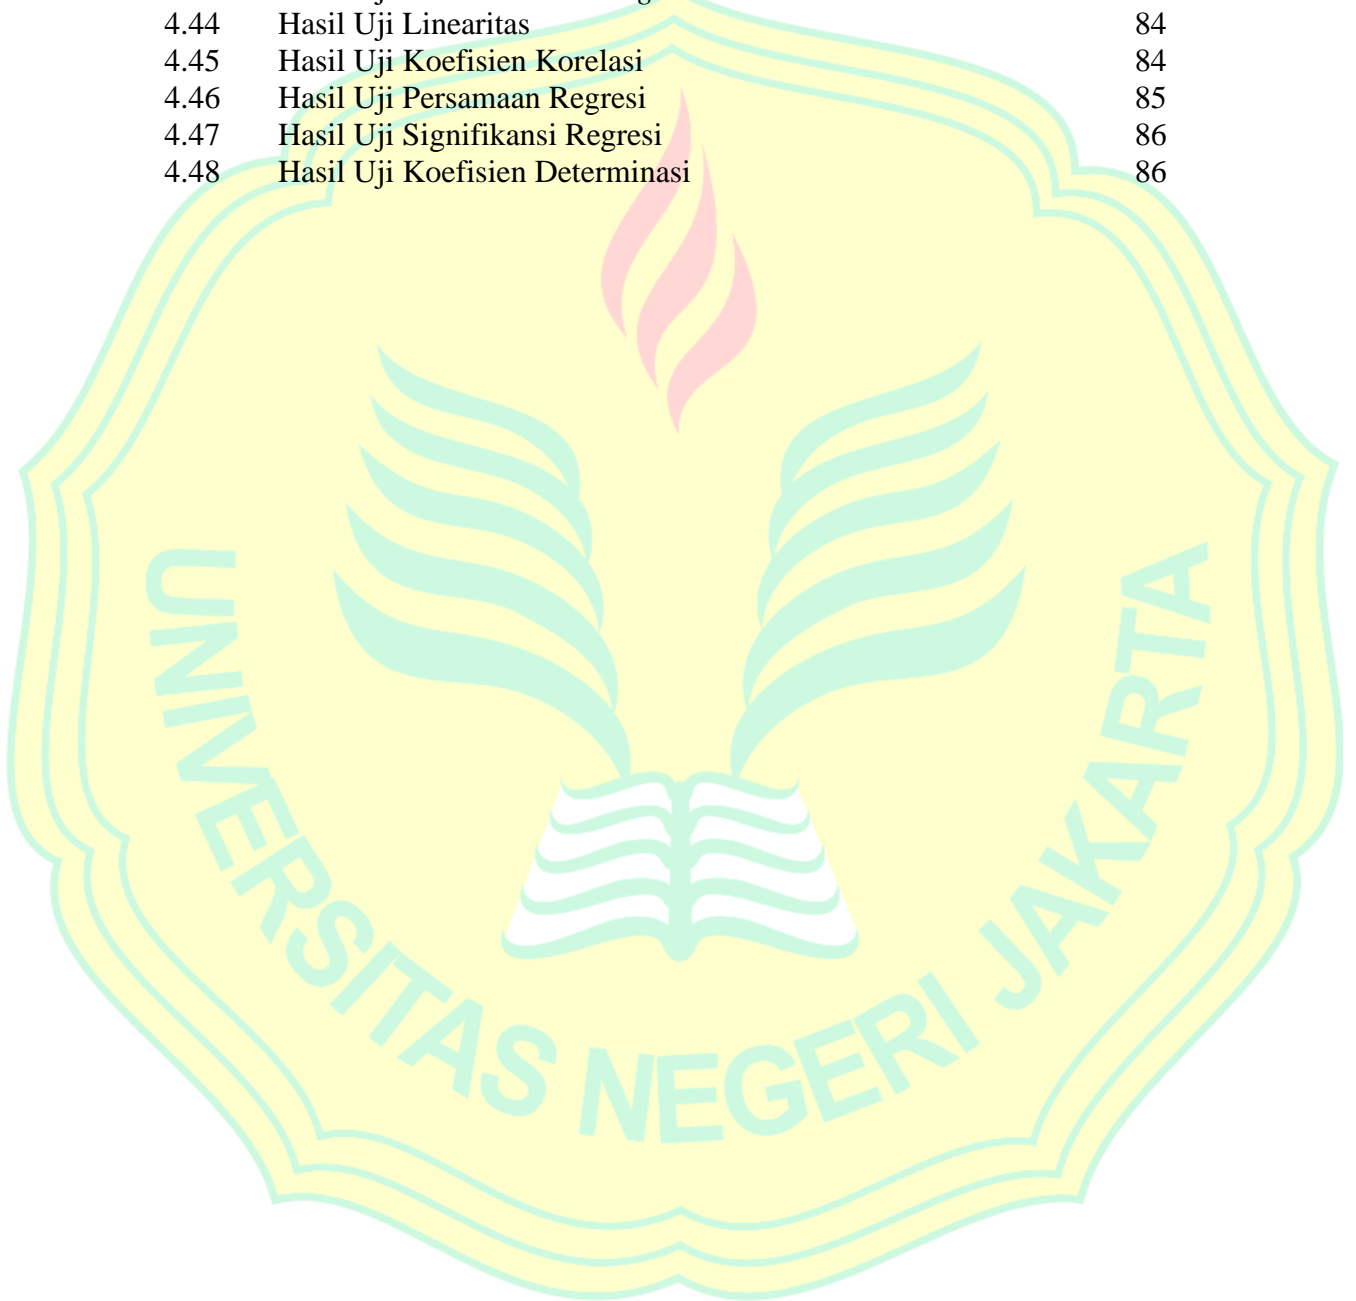 4.44 Hasil Uji Linearitas 84
4.45 Hasil Uji Koefisien Korelasi 84
4.46 Hasil Uji Persamaan Regresi 85
4.47 Hasil Uji Signifikansi Regresi 86
4.48 Hasil Uji Koefisien Determinasi 86
UNIVERSITAS NEGERI JAKARTA